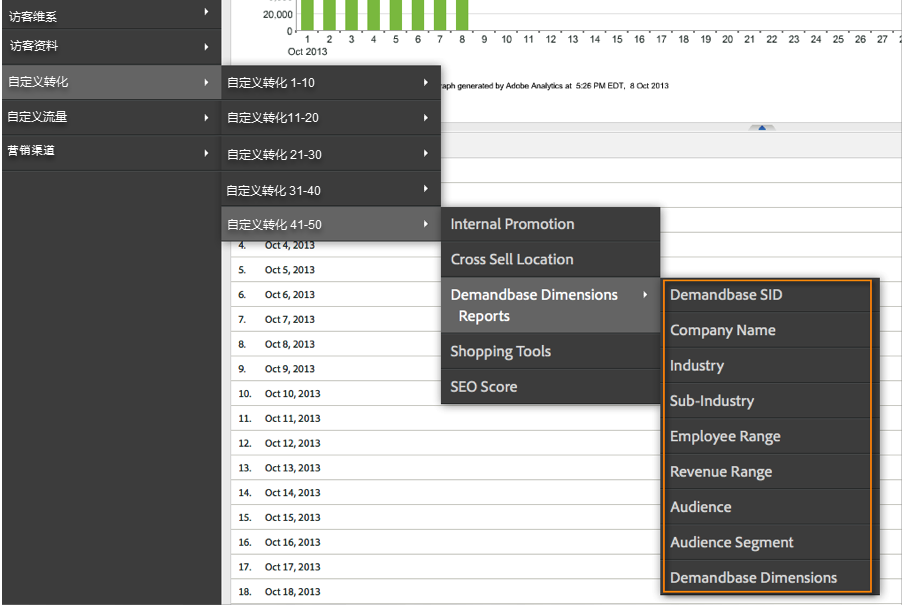 访客维系
访客资料
自定义转化
自定义流量
营销渠道
20,000
0
1 2 3 4 5 6 7 8 9 10 11 12 13 14 15 16 17 18 19 20 21 22 23 24 25 26 27
Oct 2013
aph generated by Adobe Analytics at 5:26 PM EDT, 8 Oct 2013
自定义转化 1-10
自定义转化11-20
自定义转化 21-30
自定义转化 31-40
自定义转化 41-50
Internal Promotion
Cross Sell Location
Demandbase Dimensions
Reports
Shopping Tools
SEO Score
Demandbase SID
Company Name
Industry
Sub-Industry
Employee Range
Revenue Range
Audience
Audience Segment
Demandbase Dimensions
4. Oct 4, 2013
5. Oct 5, 2013
6. Oct 6, 2013
7. Oct 7, 2013
8. Oct 8, 2013
9. Oct 9, 2013
10. Oct 10, 2013
11. Oct 11, 2013
12. Oct 12, 2013
13. Oct 13, 2013
14. Oct 14, 2013
15. Oct 15, 2013
16. Oct 16, 2013
17. Oct 17, 2013
18. Oct 18, 2013